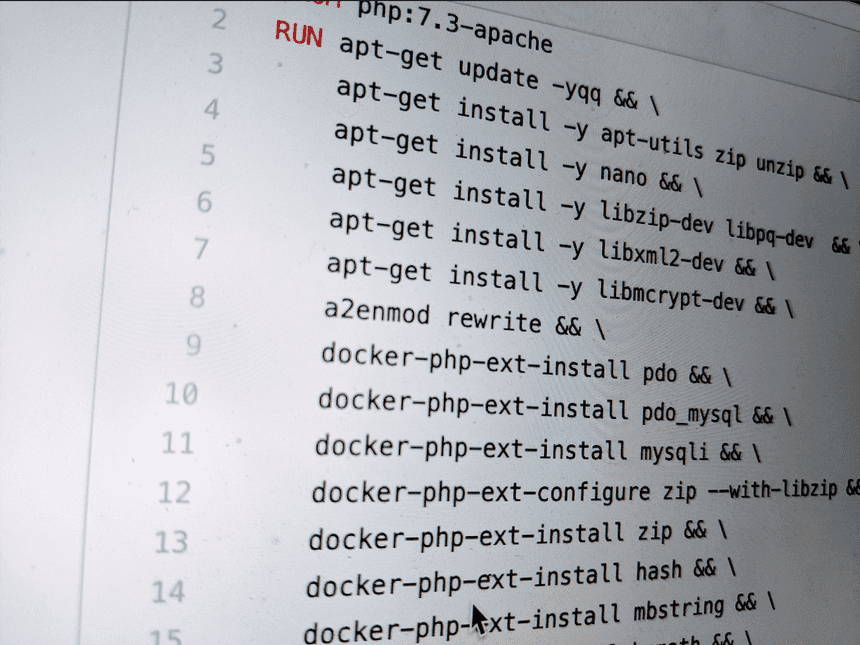 php:7.3-apache
2 RUN apt-get update -yqq && \
3 apt-get install -y apt-utils zip unzip && \
4 apt-get install -y nano && \
5 apt-get install -y libzip-dev libpq-dev &&
6 apt-get install -y libxml2-dev && \
7 apt-get install -y libmcrypt-dev && \
8 a2enmod rewrite && \
9 docker-php-ext-install pdo && \
10 docker-php-ext-install pdo_mysql && \
11 docker-php-ext-install mysqli && \
12 docker-php-ext-configure zip --with-libzip &&
13 docker-php-ext-install zip && \
14 docker-php-ext-install hash && \
15 docker-php-ext-install mbstring && \
&& \